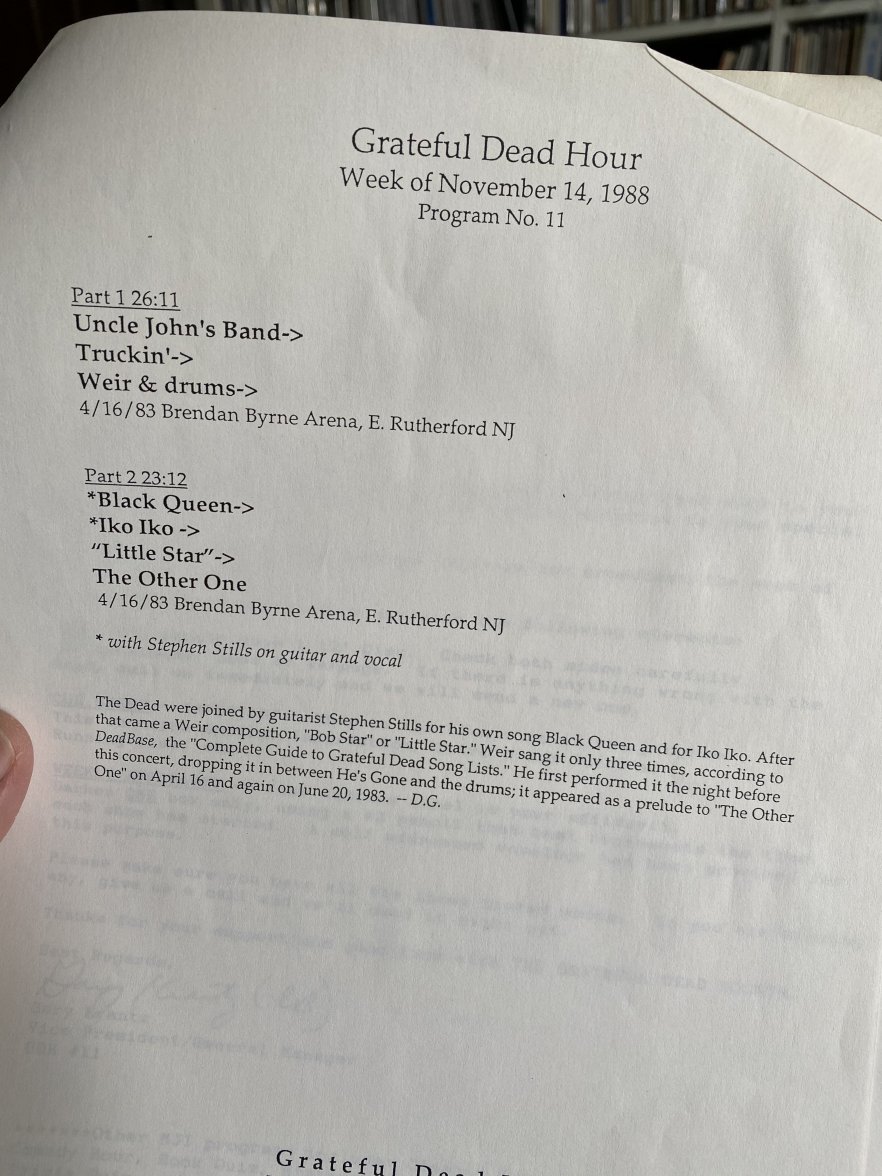 Grateful Dead Hour
Week of November 14, 1988
Program No. 11
Part 1 26:11
Uncle John's Band->
Truckin'->
Weir & drums->
4/16/83 Brendan Byrne Arena, E. Rutherford NJ
Part 2 23:12
*Black Queen->
*Iko Iko ->
"Little Star"->
The Other One
4/16/83 Brendan Byrne Arena, E. Rutherford NJ
* with Stephen Stills on guitar and vocal
The Dead were joined by guitarist Stephen Stills for his own song Black Queen and for Iko Iko. After
that came a Weir composition, "Bob Star" or "Little Star." Weir sang it only three times, according to
DeadBase, the "Complete Guide to Grateful Dead Song Lists." He first performed it the night before
this concert, dropping it in between He's Gone and the drums; it appeared as a prelude to "The Other
One" on April 16 and again on June 20, 1983. -- D.G.
Grateful Dead